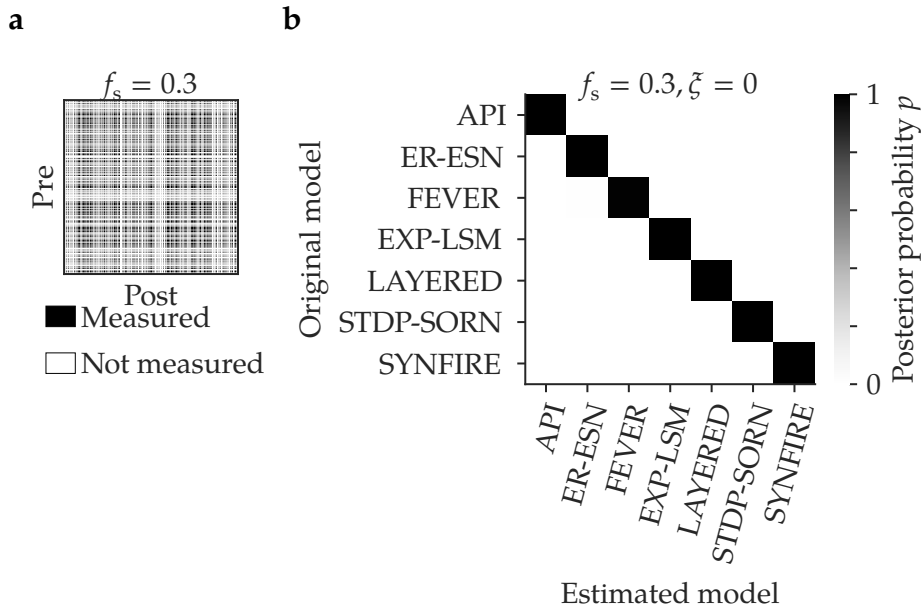 a
f_s = 0.3
Pre
Post
Measured
Not measured
b
f_s = 0.3, ξ = 0
Original model
API
ER-ESN
FEVER
EXP-LSM
LAYERED
STDP-SORN
SYNFIRE
API
ER-ESN
FEVER
EXP-LSM
LAYERED
STDP-SORN
SYNFIRE
Estimated model
1
0
Posterior probability p